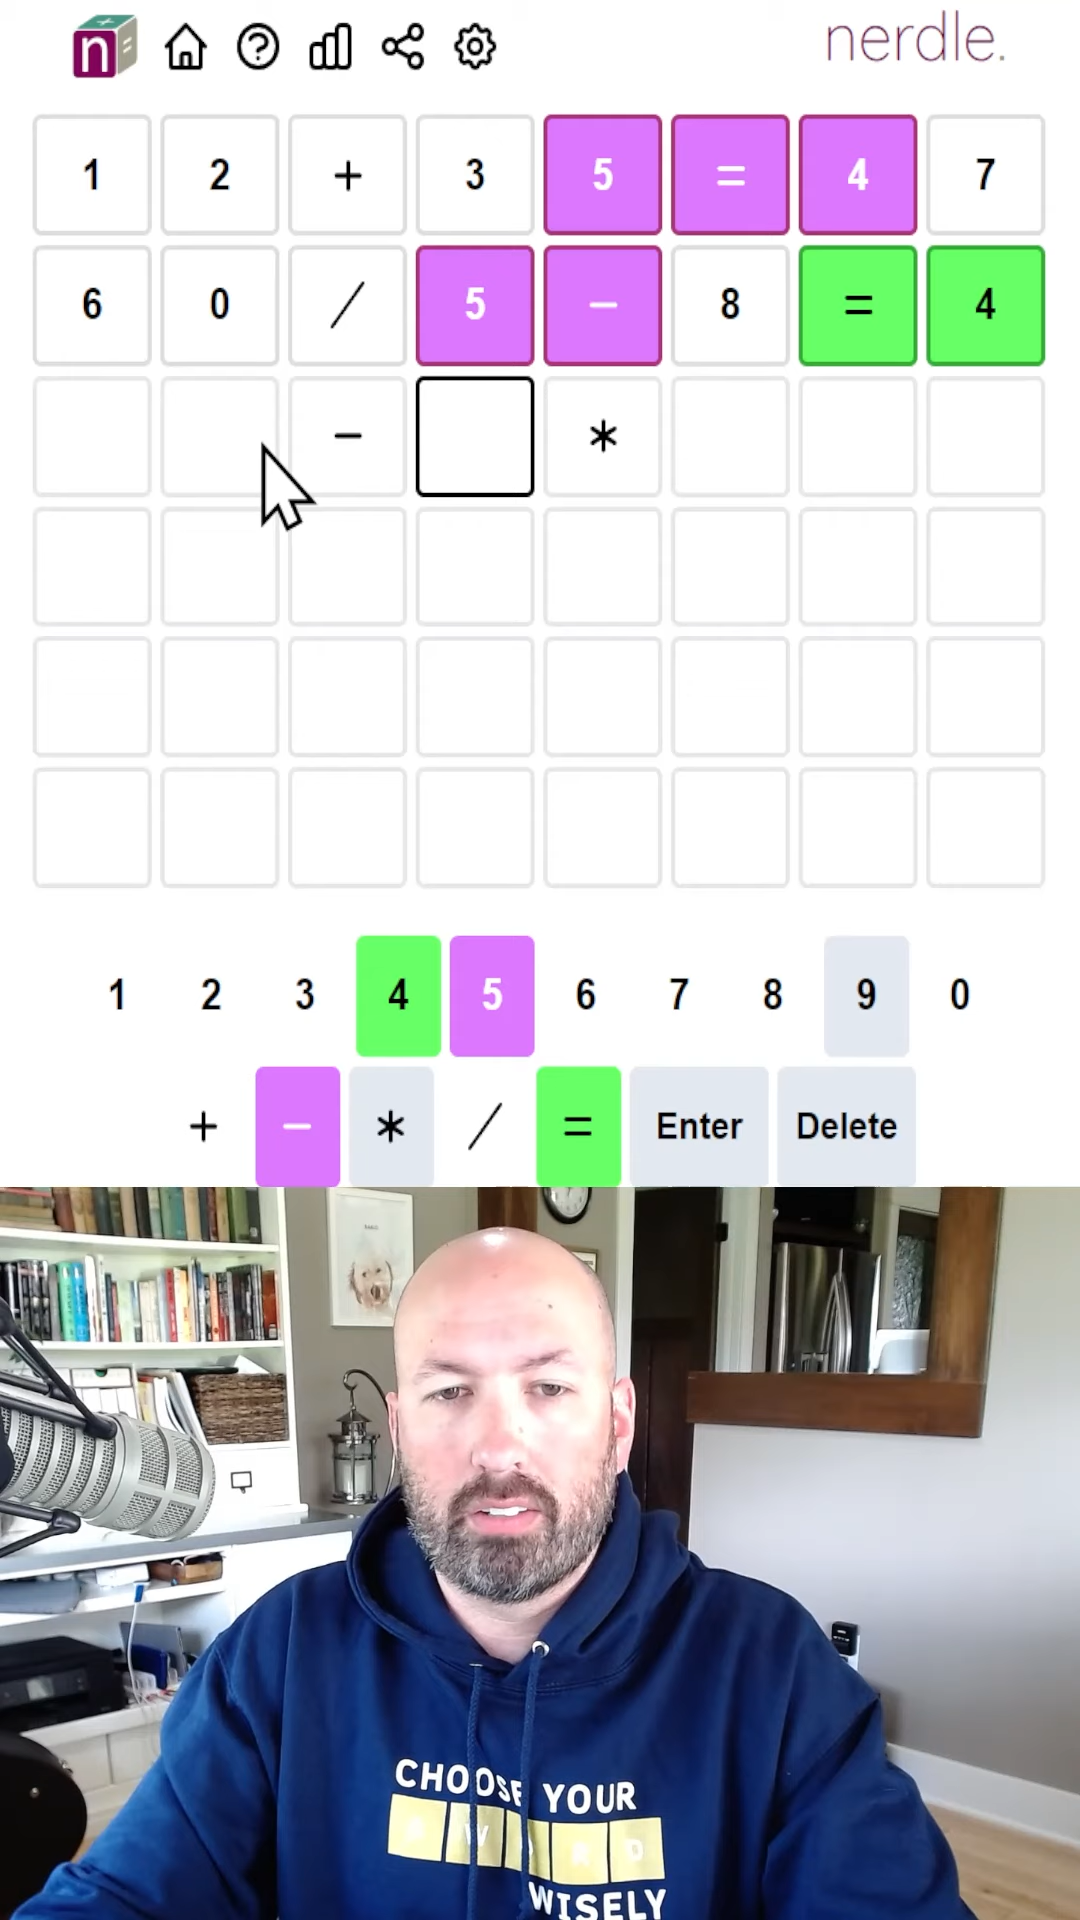 n = nerdle.
1 2 + 3 5 = 4 7
6 0 / 5 − 8 = 4
− *
1 2 3 4 5 6 7 8 9 0
+ − * / = Enter Delete
CHOOSE YOUR
WISELY